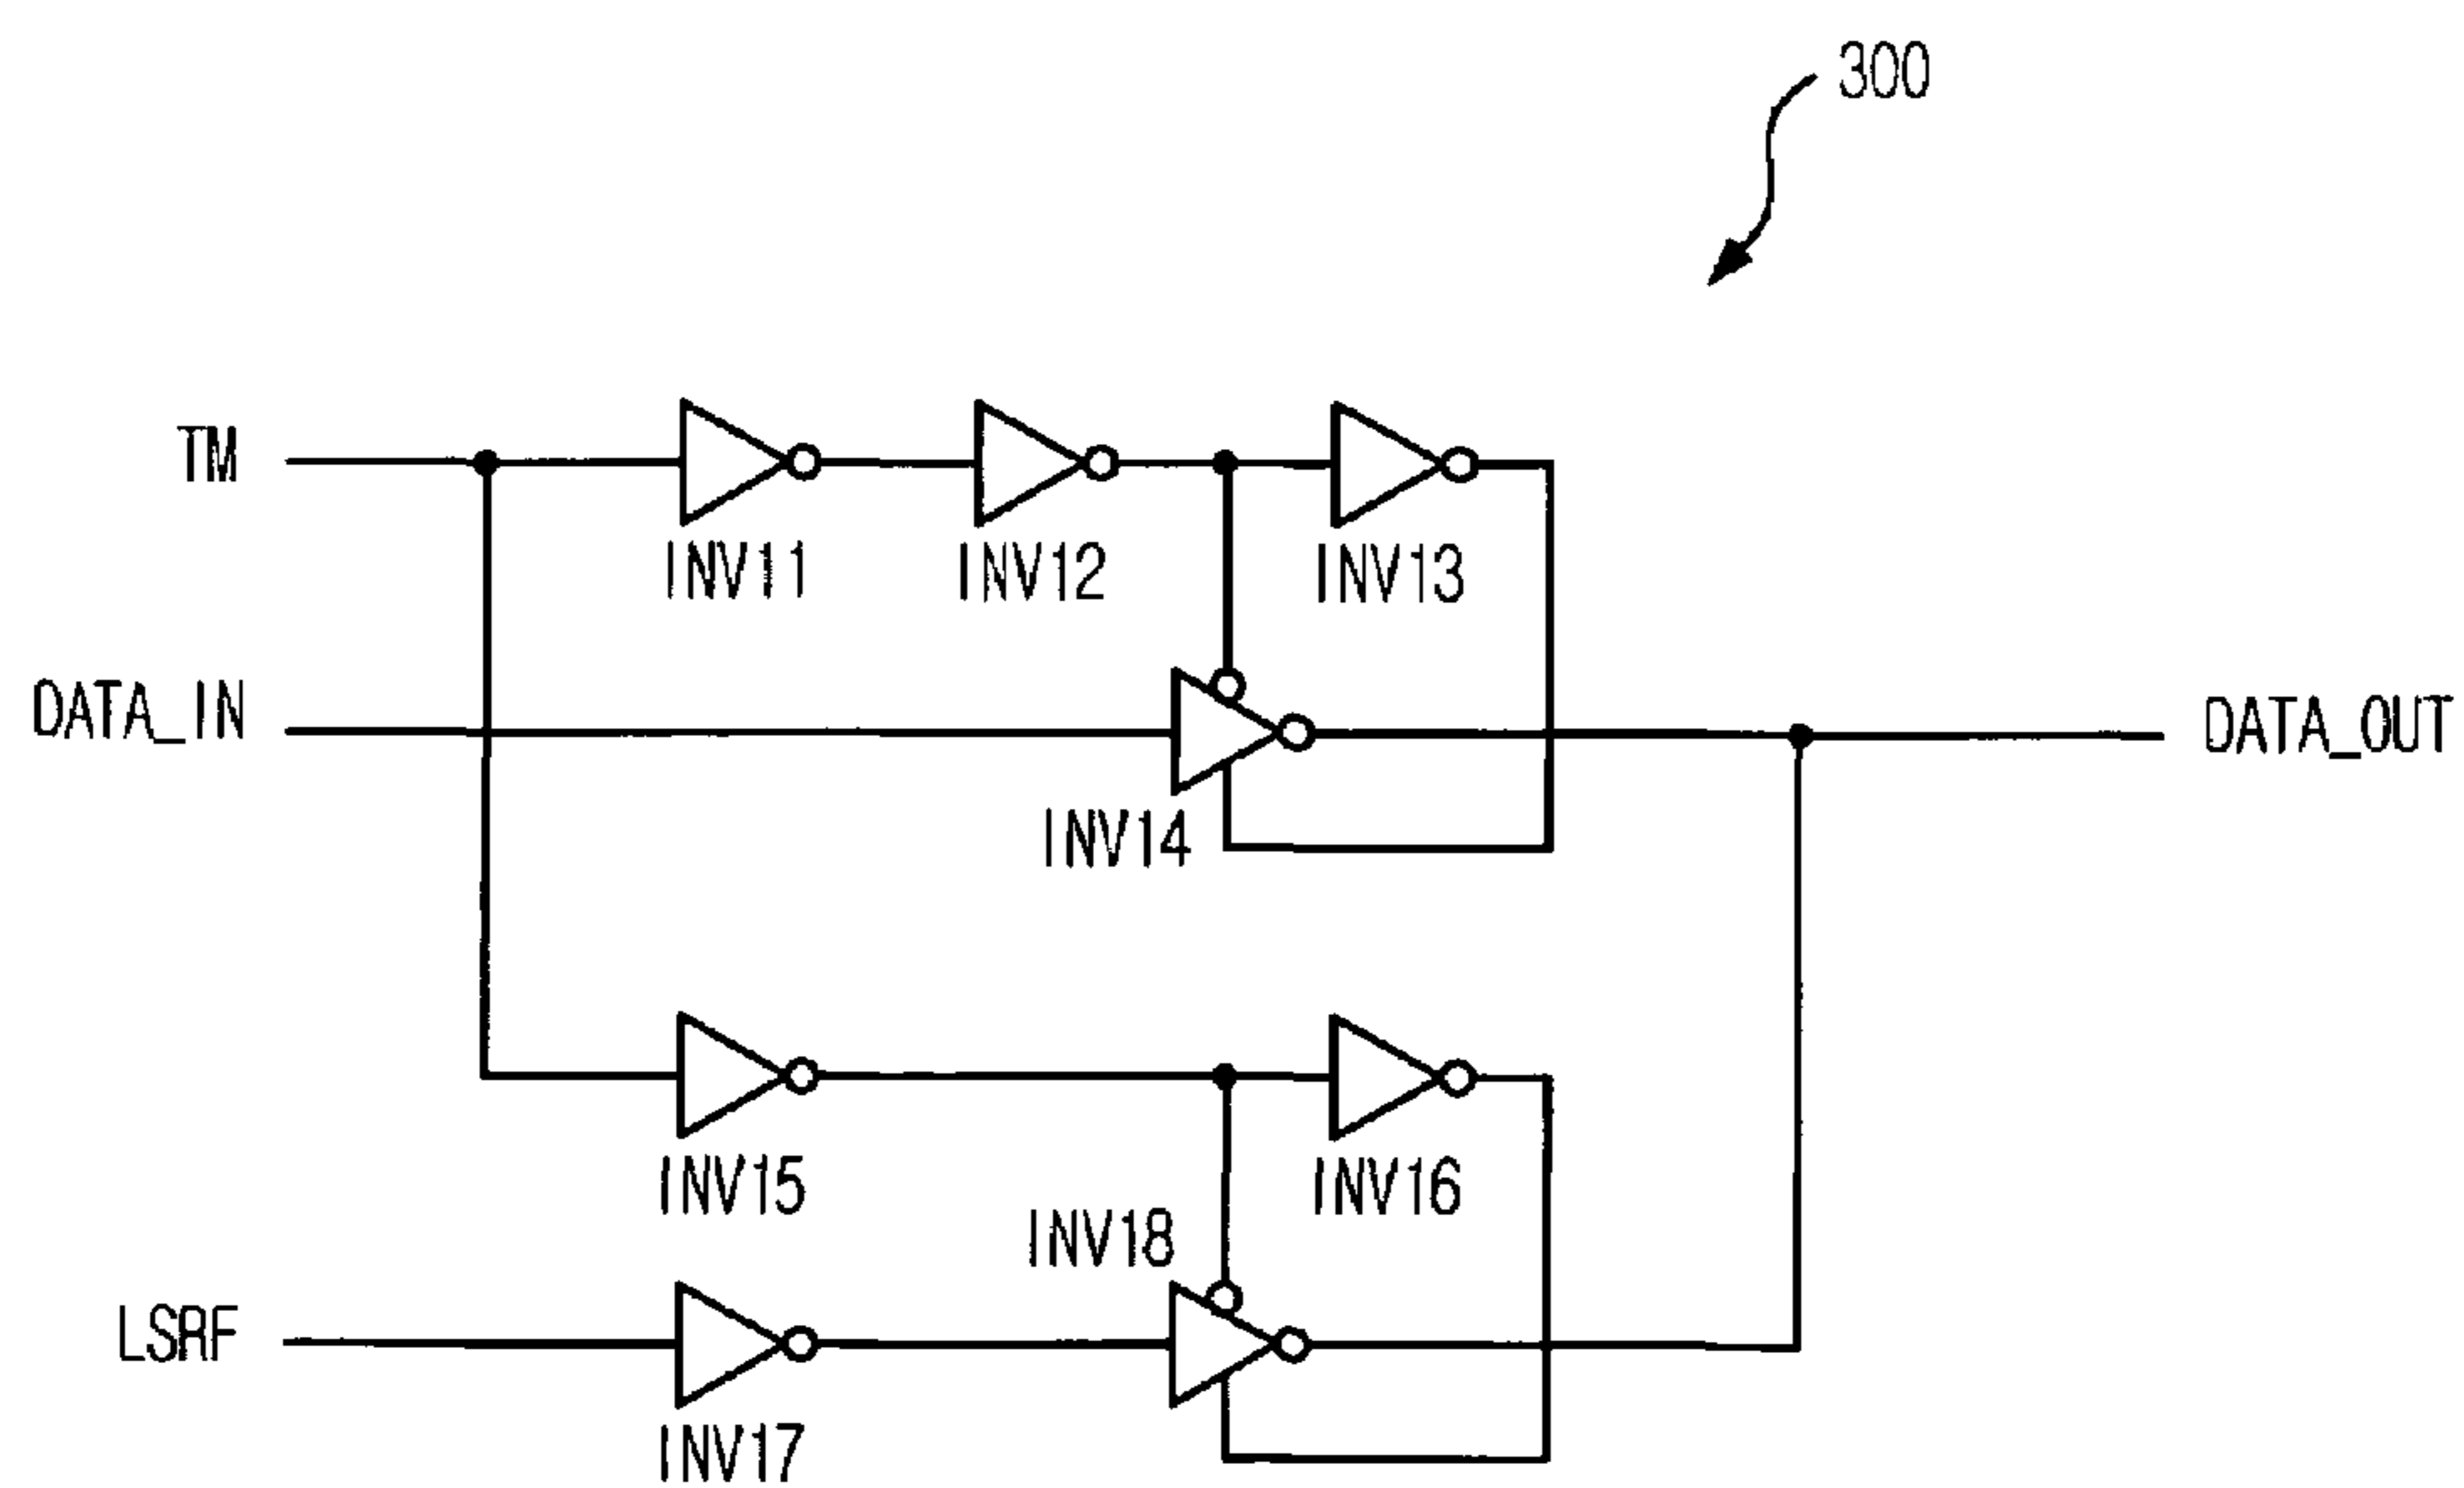 300
TM
INV11
INV12
INV13
DATA_IN
DATA_OUT
INV14
INV15
INV16
INV18
LSRF
INV17